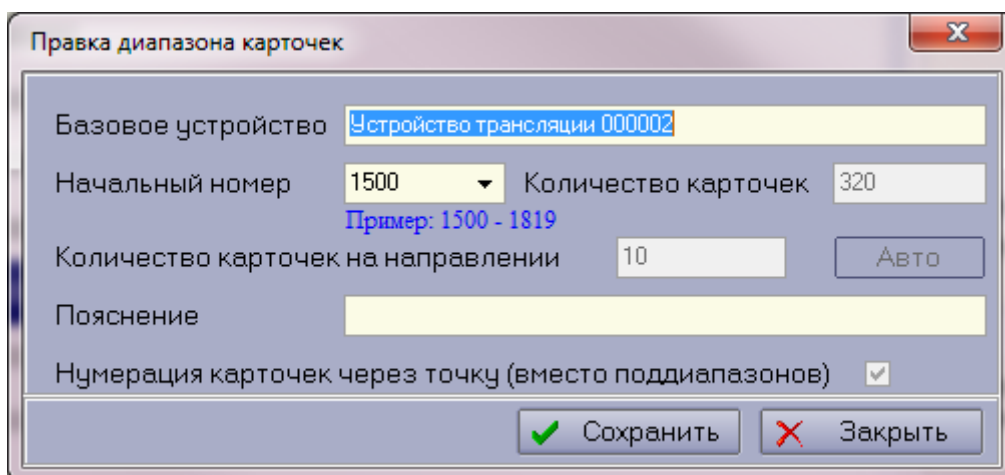 Правка диапазона карточек
Базовое устройство Устройство трансляции 000002
Начальный номер 1500 Количество карточек 320
Пример: 1500 - 1819
Количество карточек на направлении 10 Авто
Пояснение
Нумерация карточек через точку (вместо поддиапазонов)
Сохранить Закрыть